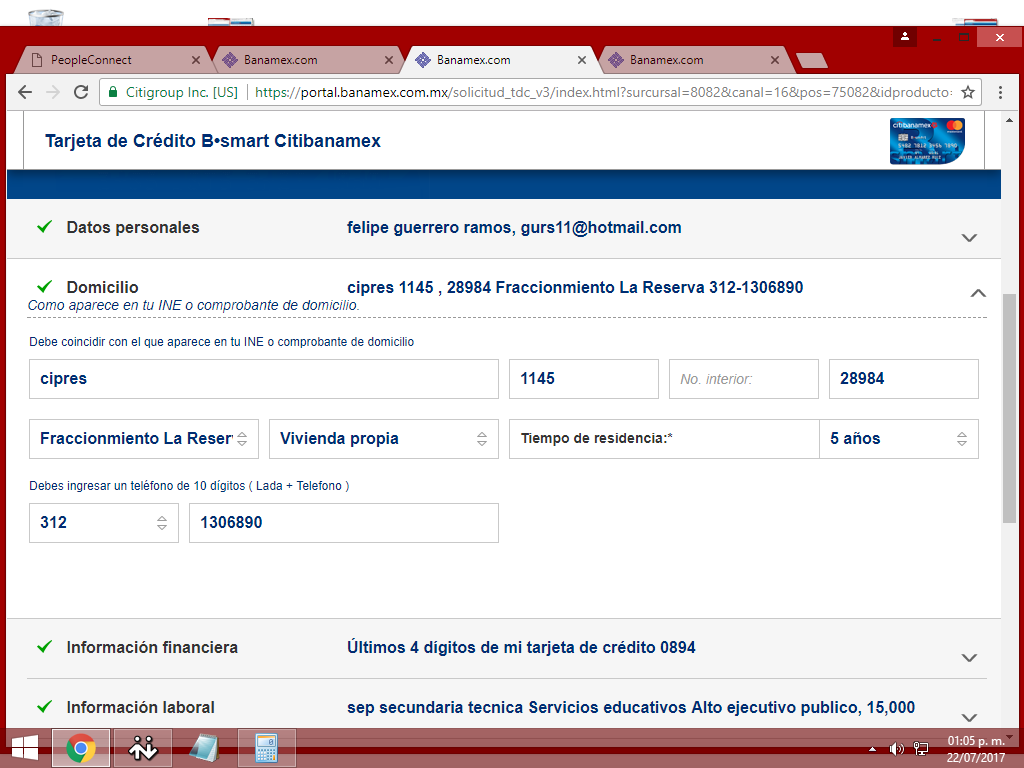 PeopleConnect
Banamex.com
Banamex.com
Banamex.com
Citigroup Inc. [US] https://portal.banamex.com.mx/solicitud_tdc_v3/index.html?surcursal=8082&canal=16&pos=75082&idproducto=
Tarjeta de Crédito B•smart Citibanamex
citibanamex
Datos personales felipe guerrero ramos, gurs11@hotmail.com
Domicilio cipres 1145 , 28984 Fraccionmiento La Reserva 312-1306890
Como aparece en tu INE o comprobante de domicilio.
Debe coincidir con el que aparece en tu INE o comprobante de domicilio
cipres 1145 No. interior: 28984
Fraccionmiento La Reser Vivienda propia Tiempo de residencia:* 5 años
Debes ingresar un teléfono de 10 dígitos ( Lada + Telefono )
312 1306890
Información financiera Últimos 4 dígitos de mi tarjeta de crédito 0894
Información laboral sep secundaria tecnica Servicios educativos Alto ejecutivo publico, 15,000
01:05 p. m.
22/07/2017